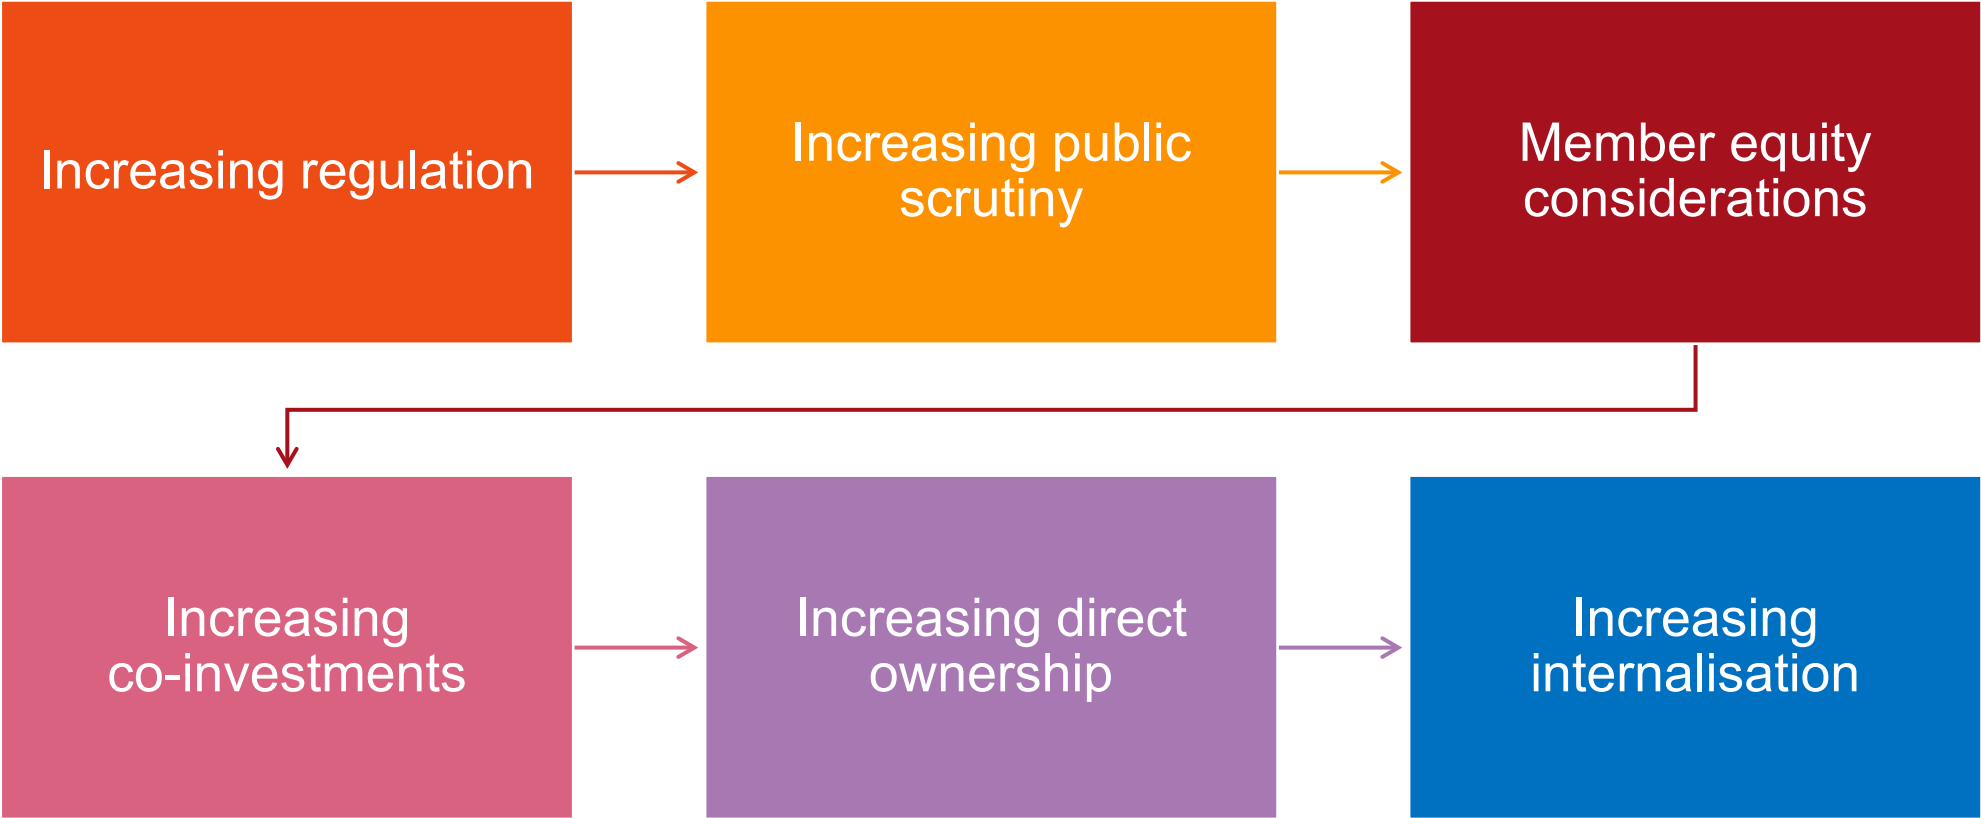 Increasing regulation
Increasing public
scrutiny
Member equity
considerations
Increasing
co-investments
Increasing direct
ownership
Increasing
internalisation